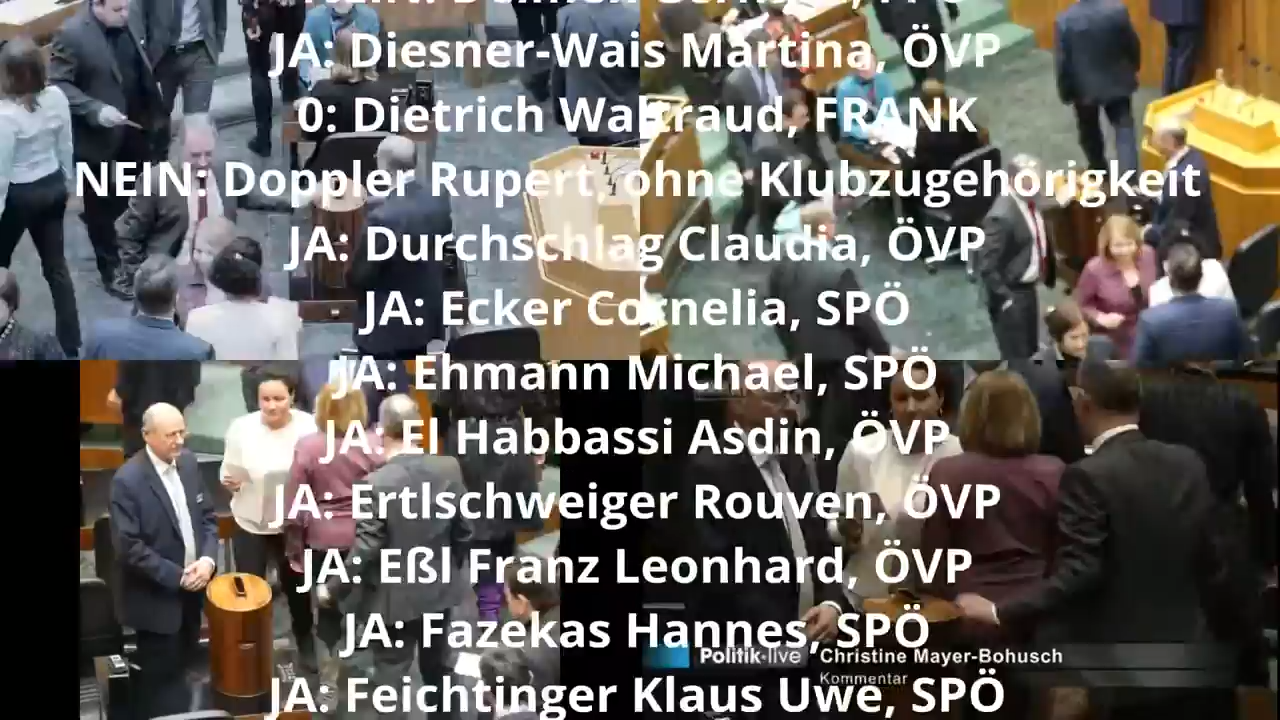 JA: Diesner-Wais Martina, ÖVP
0: Dietrich Waltraud, FRANK
NEIN: Doppler Rupert, ohne Klubzugehörigkeit
JA: Durchschlag Claudia, ÖVP
JA: Ecker Cornelia, SPÖ
JA: Ehmann Michael, SPÖ
JA: El Habbassi Asdin, ÖVP
JA: Ertlschweiger Rouven, ÖVP
JA: Eßl Franz Leonhard, ÖVP
JA: Fazekas Hannes, SPÖ
Politik·live Christine Mayer-Bohusch
Kommentar
JA: Feichtinger Klaus Uwe, SPÖ